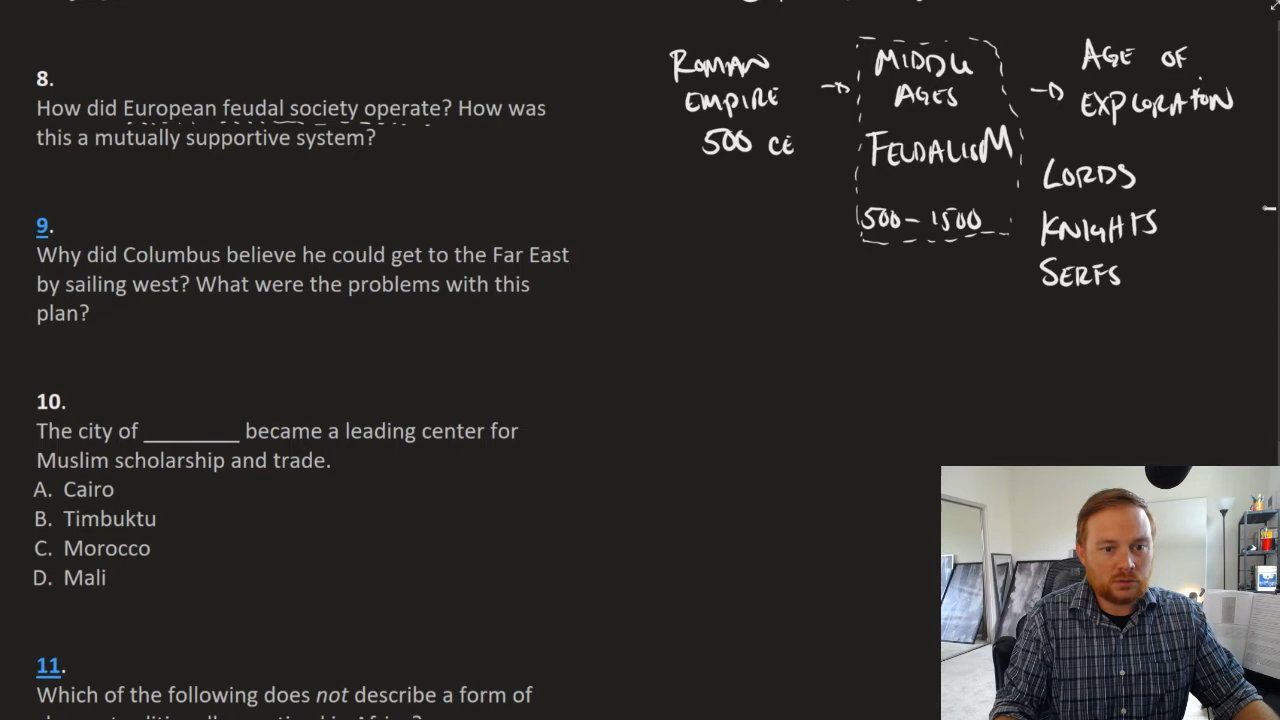 8.
How did European feudal society operate? How was
this a mutually supportive system?
9.
Why did Columbus believe he could get to the Far East
by sailing west? What were the problems with this
plan?
10.
The city of ________ became a leading center for
Muslim scholarship and trade.
A. Cairo
B. Timbuktu
C. Morocco
D. Mali
11.
Which of the following does not describe a form of
ROMAN
EMPIRE
500 CE
MIDDLE
AGES
FEUDALISM
500 - 1500
AGE OF
EXPLORATION
LORDS
KNIGHTS
SERFS